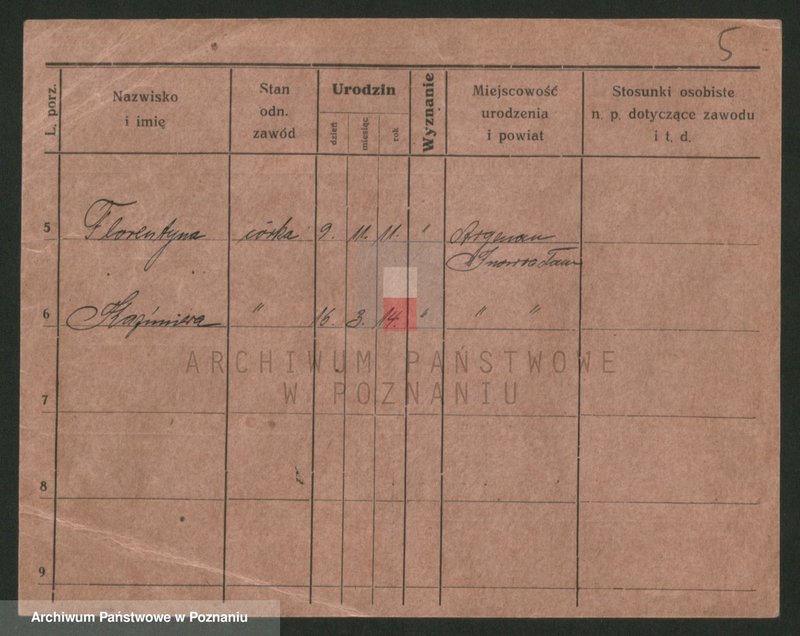 5
L. porz.
Nazwisko
i imię
Stan
odn.
zawód
Urodzin
dzień
miesiąc
rok
Wyznanie
Miejscowość
urodzenia
i powiat
Stosunki osobiste
n. p. dotyczące zawodu
i t. d.
5 Florentyna córka 9. 11. 11. " Argenau
Inowrocław
6 Kazimiera " 16 3. 14. " " "
ARCHIWUM PAŃSTWOWE
W POZNANIU
7
8
9
Archiwum Państwowe w Poznaniu